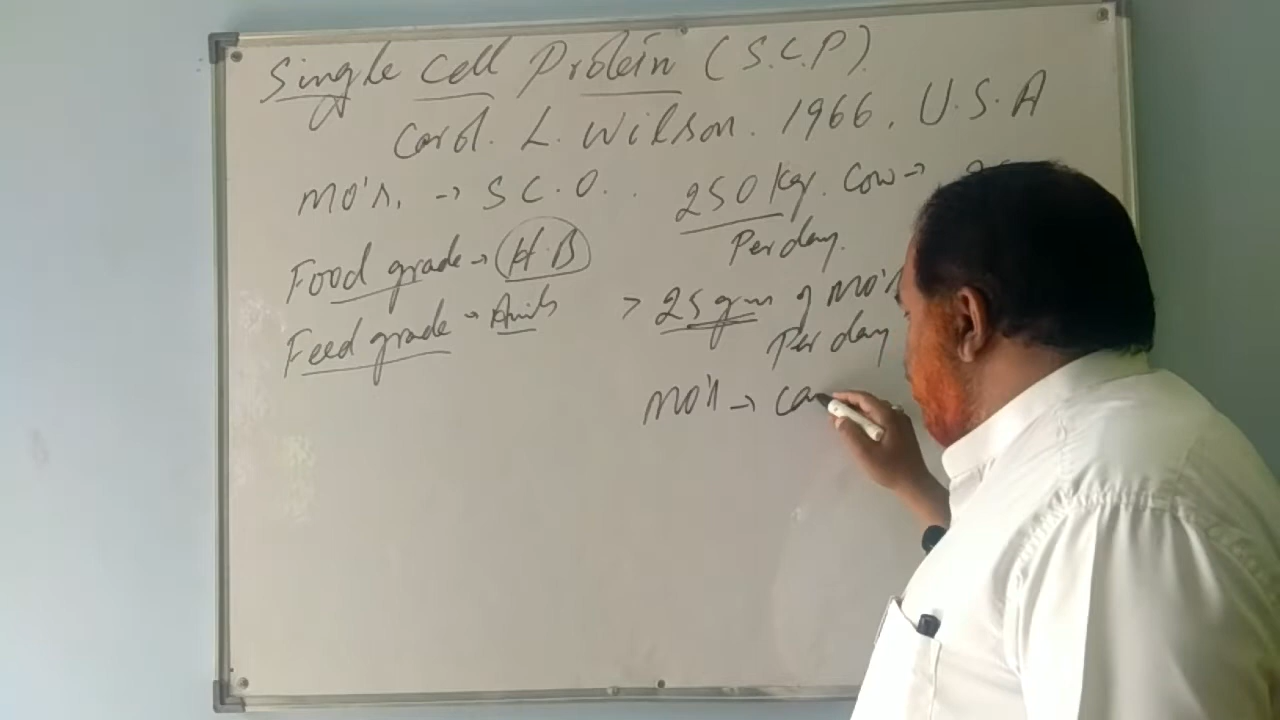 Single Cell Protein (S.C.P).
Carol. L. Wilson. 1966. U.S.A
MO's. → S C. O.
250 Kg. Cow →
Per day.
Food grade → H.B
Feed grade →
> 25 gm of MO's
Per day
MO's →